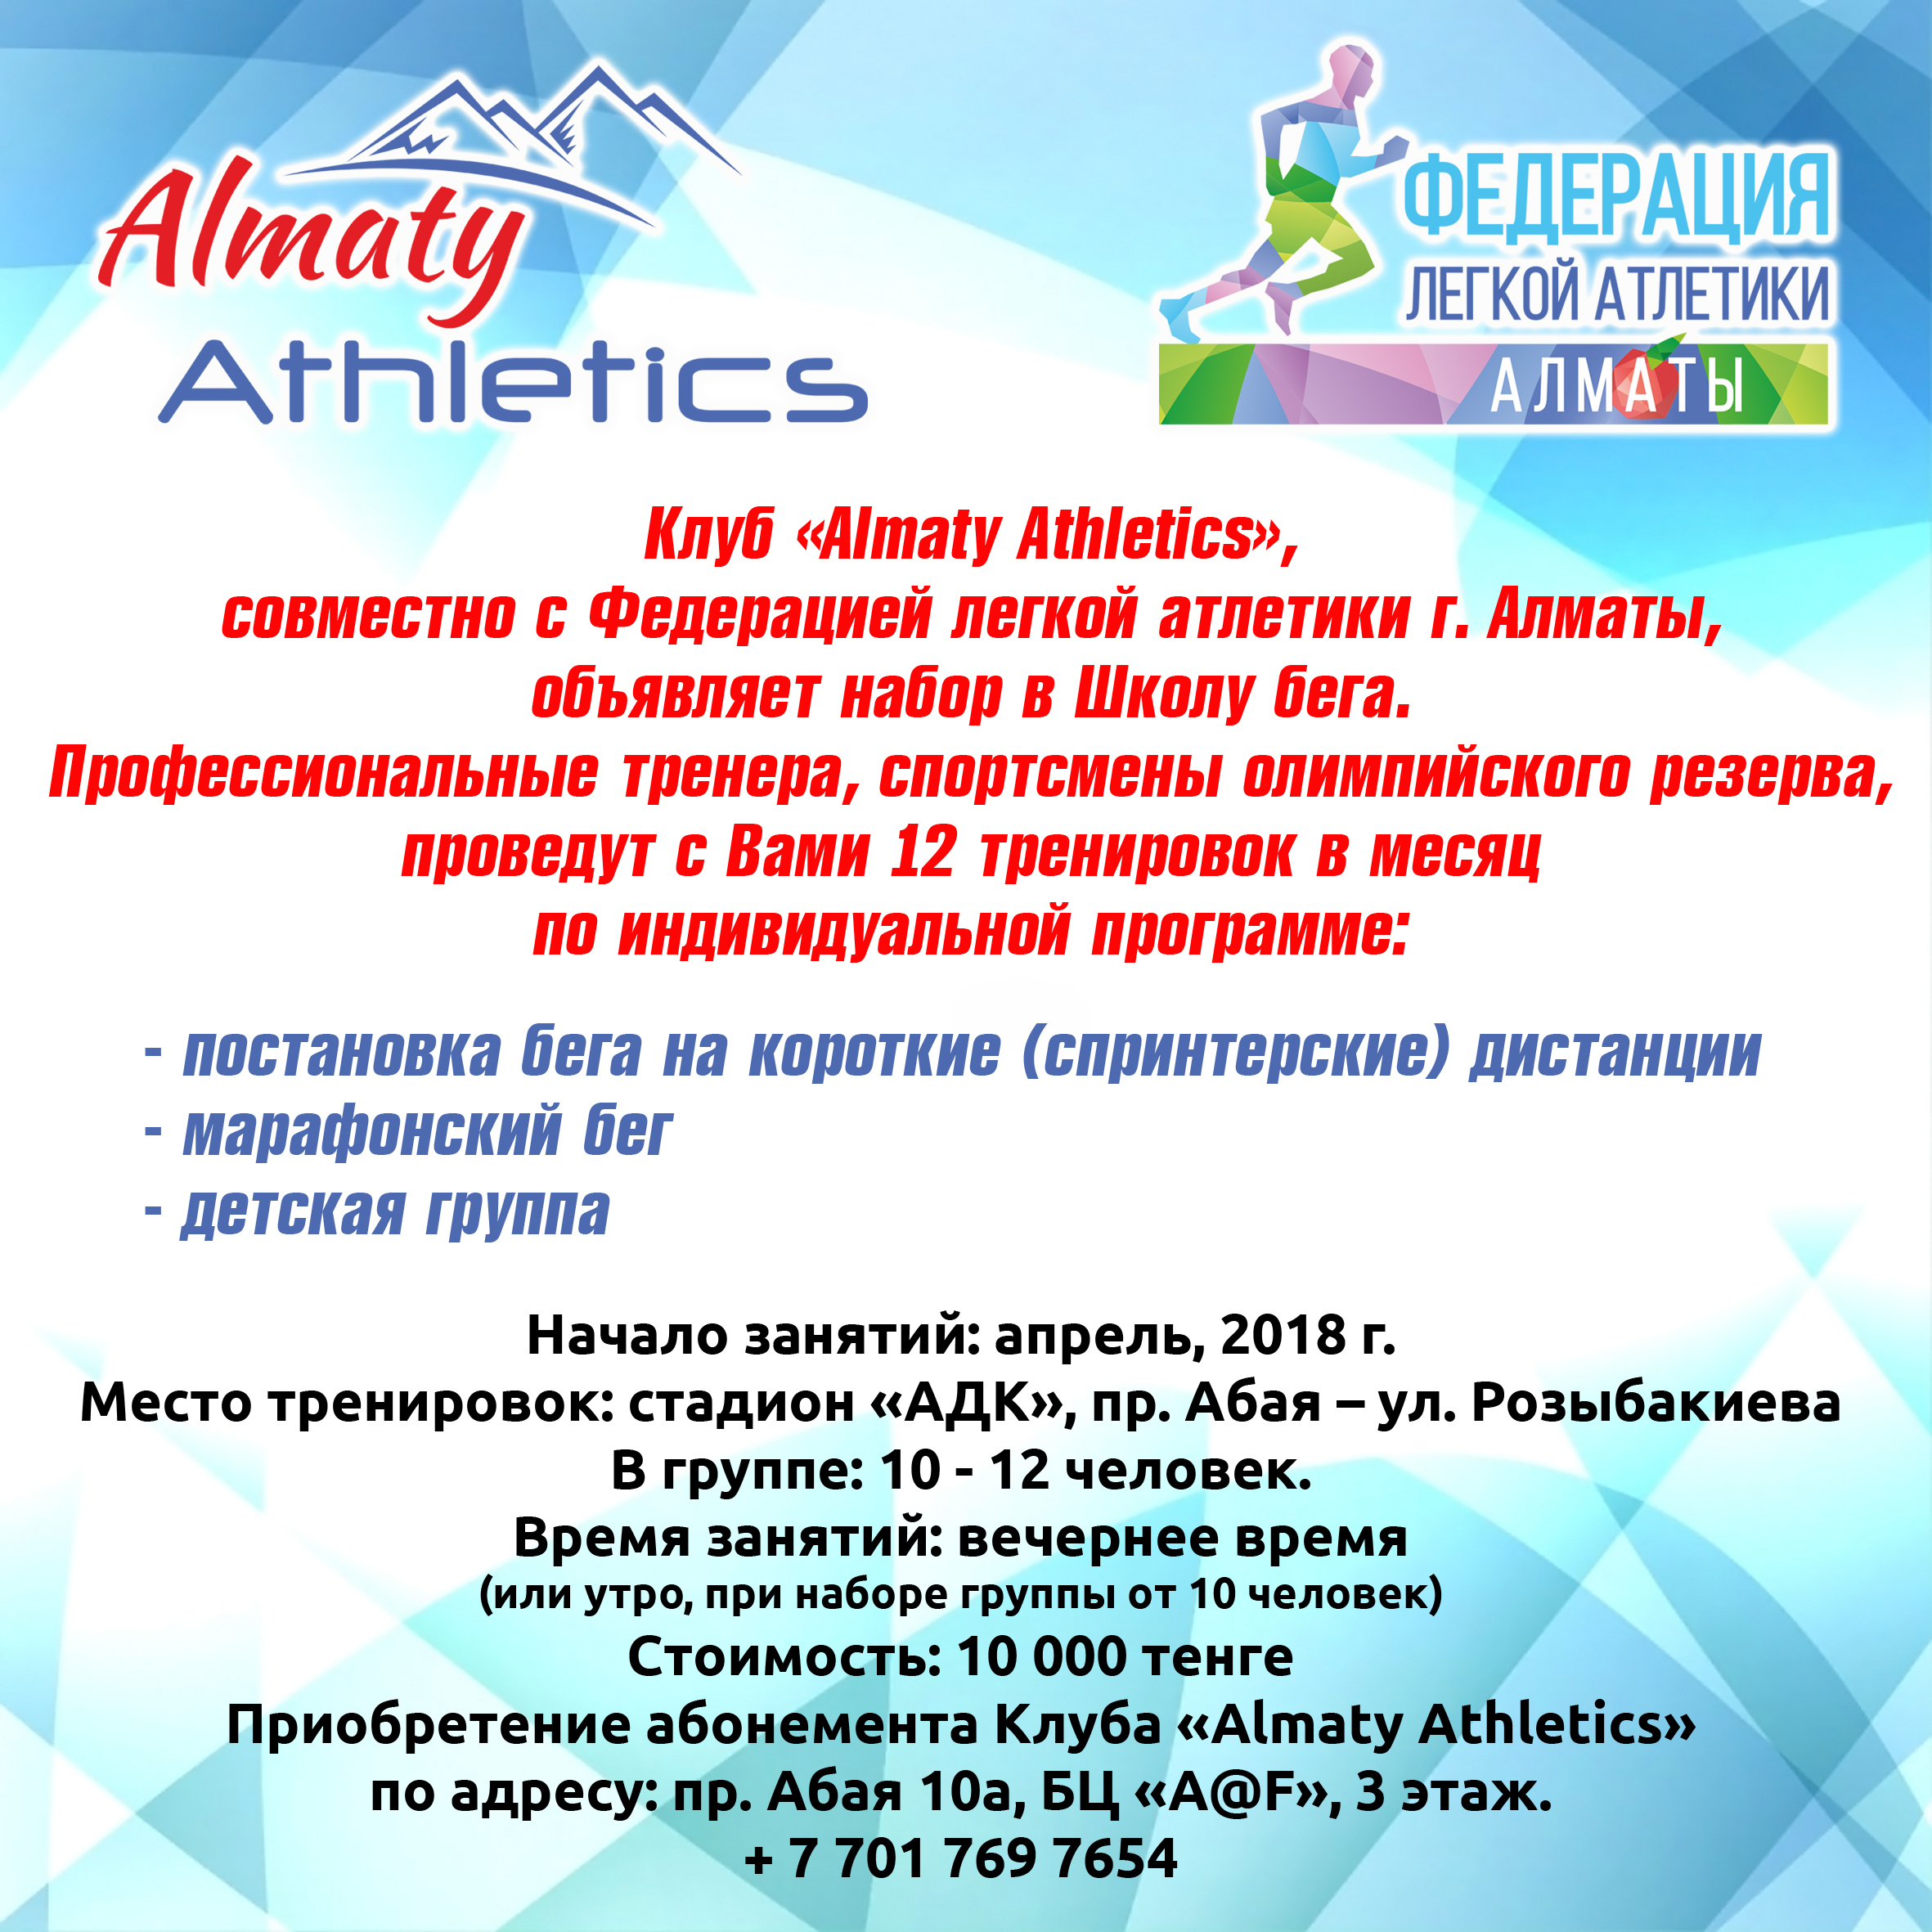 Almaty
Athletics
ФЕДЕРАЦИЯ
ЛЕГКОЙ АТЛЕТИКИ
АЛМАТЫ
Клуб «Almaty Athletics»,
совместно с Федерацией легкой атлетики г. Алматы,
объявляет набор в Школу бега.
Профессиональные тренера, спортсмены олимпийского резерва,
проведут с Вами 12 тренировок в месяц
по индивидуальной программе:
- постановка бега на короткие (спринтерские) дистанции
- марафонский бег
- детская группа
Начало занятий: апрель, 2018 г.
Место тренировок: стадион «АДК», пр. Абая – ул. Розыбакиева
В группе: 10 - 12 человек.
Время занятий: вечернее время
(или утро, при наборе группы от 10 человек)
Стоимость: 10 000 тенге
Приобретение абонемента Клуба «Almaty Athletics»
по адресу: пр. Абая 10а, БЦ «A@F», 3 этаж.
+ 7 701 769 7654